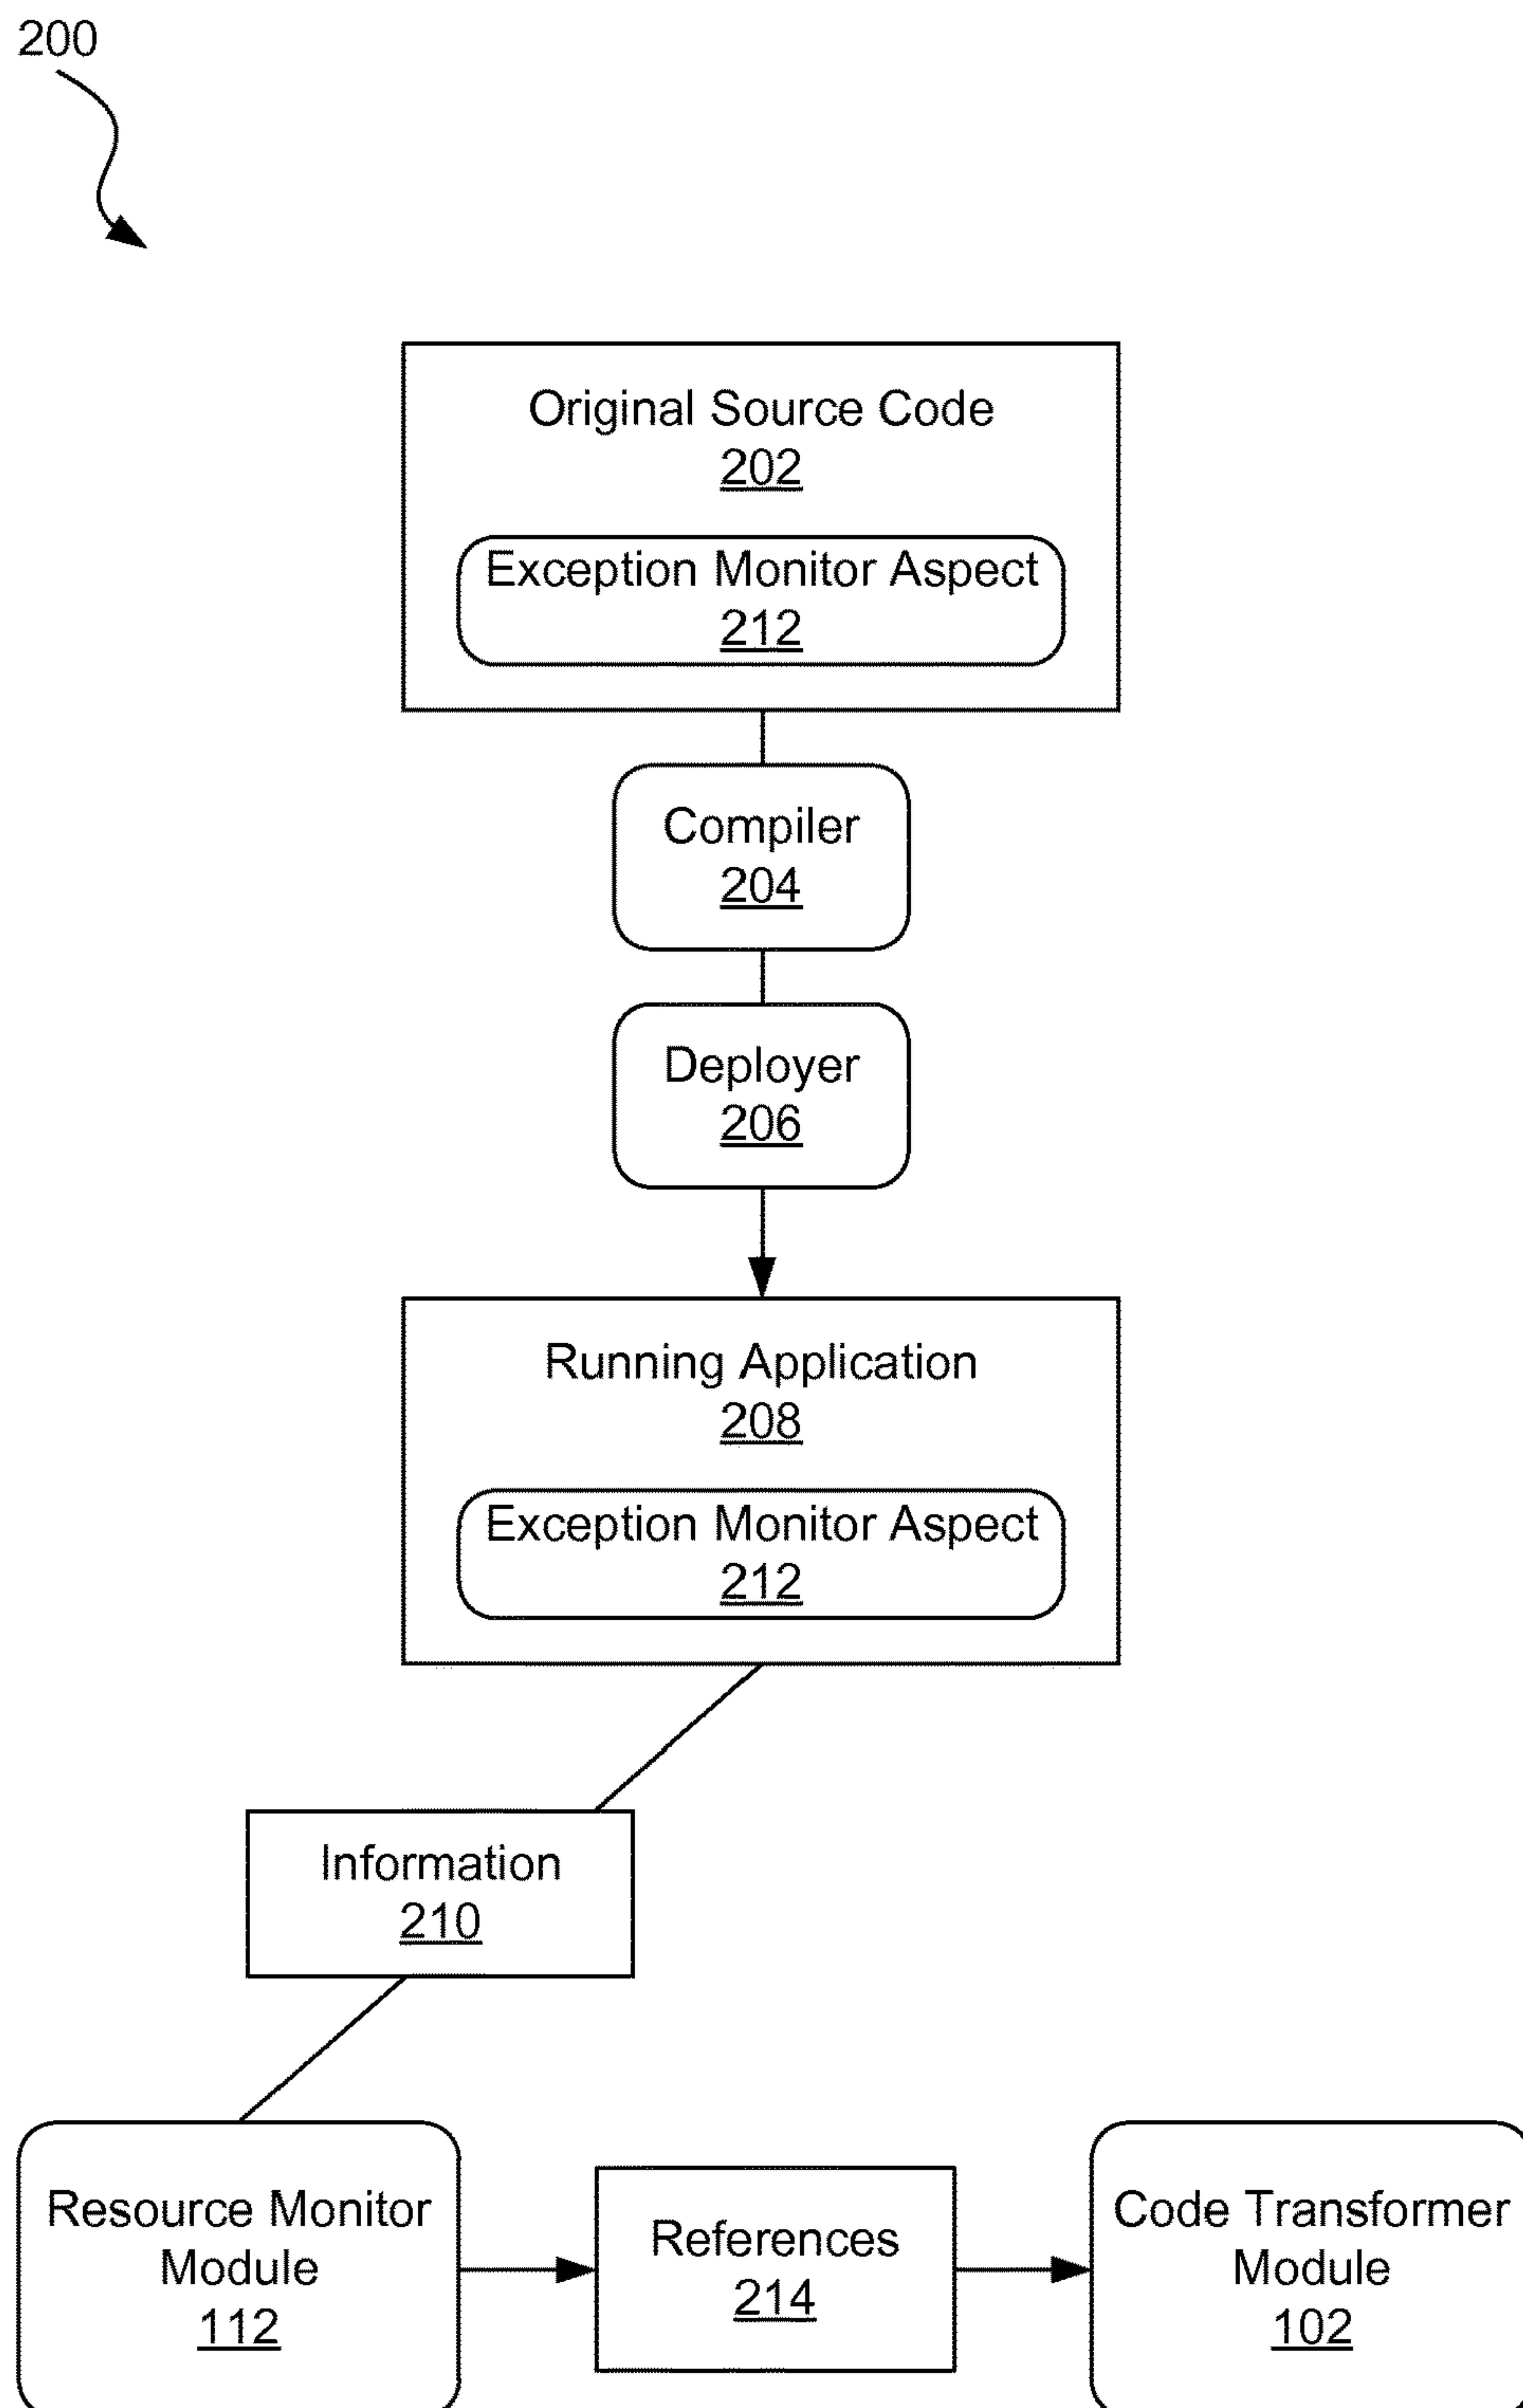 200
Original Source Code
202
Exception Monitor Aspect
212
Compiler
204
Deployer
206
Running Application
208
Exception Monitor Aspect
212
Information
210
Resource Monitor
Module
112
References
214
Code Transformer
Module
102